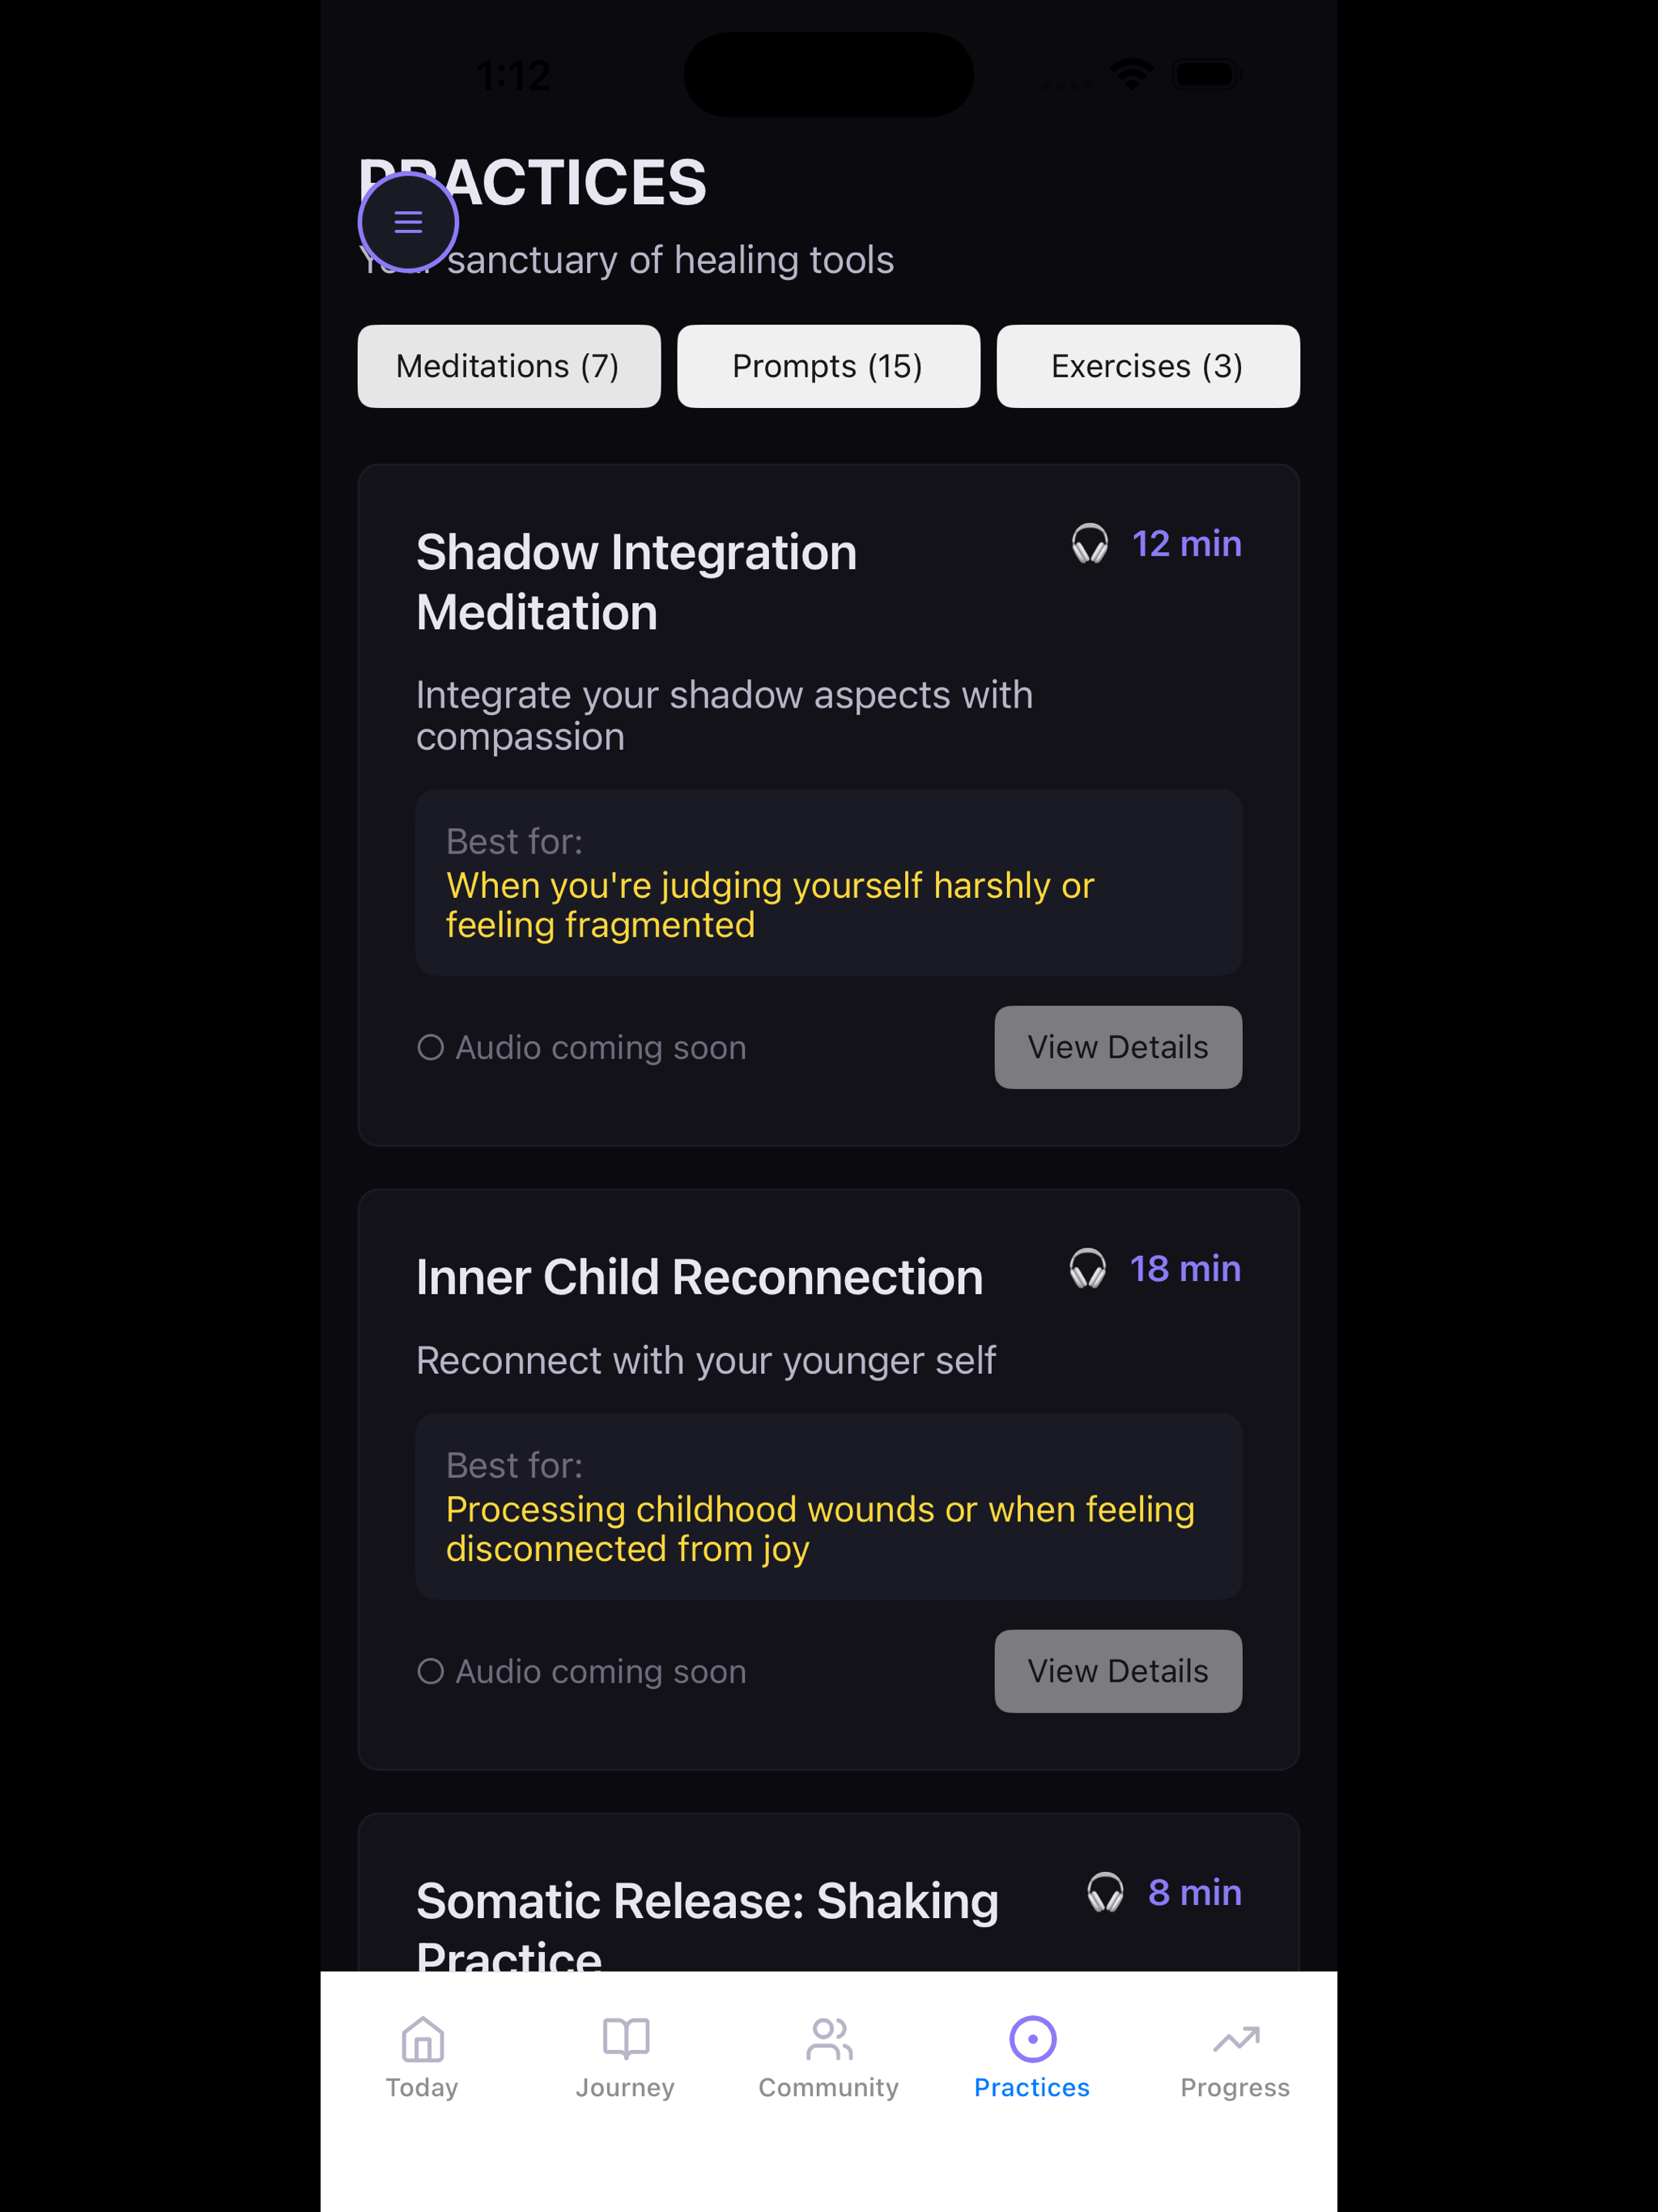 1:12
PRACTICES
Your sanctuary of healing tools
Meditations (7)
Prompts (15)
Exercises (3)
Shadow Integration
Meditation
12 min
Integrate your shadow aspects with
compassion
Best for:
When you're judging yourself harshly or
feeling fragmented
Audio coming soon
View Details
Inner Child Reconnection
18 min
Reconnect with your younger self
Best for:
Processing childhood wounds or when feeling
disconnected from joy
Audio coming soon
View Details
Somatic Release: Shaking
Practice
8 min
Today
Journey
Community
Practices
Progress